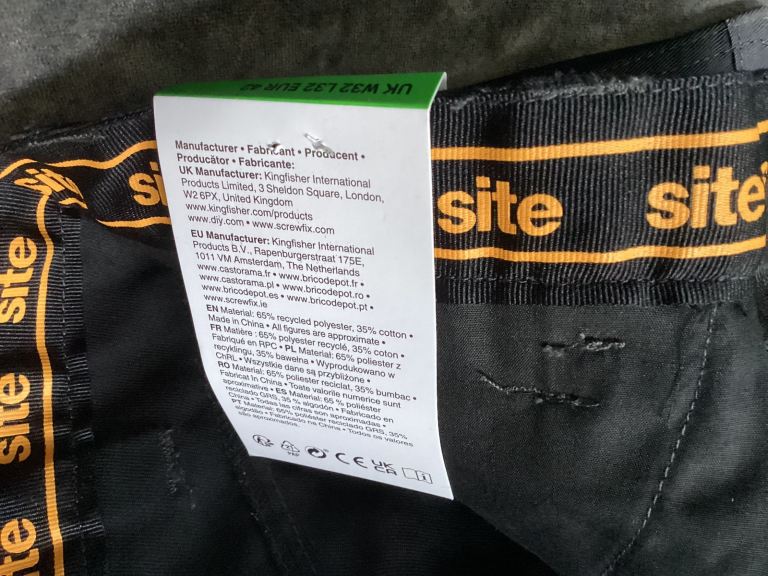 UK W32 L32 EUR 42
Manufacturer • Fabricant • Producent •
Producător • Fabricante:
UK Manufacturer: Kingfisher International
Products Limited, 3 Sheldon Square, London,
W2 6PX, United Kingdom
www.kingfisher.com/products
www.diy.com • www.screwfix.com
EU Manufacturer: Kingfisher International
Products B.V., Rapenburgerstraat 175E,
1011 VM Amsterdam, The Netherlands
www.castorama.fr • www.bricodepot.fr •
www.castorama.pl • www.bricodepot.ro •
www.bricodepot.es • www.bricodepot.pt •
www.screwfix.ie
EN Material: 65% recycled polyester, 35% cotton •
Made in China • All figures are approximate •
FR Matière : 65% polyester recyclé, 35% coton •
Fabriqué en RPC • PL Materiał: 65% poliester z
recyklingu, 35% bawełna • Wyprodukowano w
ChRL • Wszystkie dane są przybliżone •
RO Material: 65% poliester reciclat, 35% bumbac •
Fabricat în China • Toate valorile numerice sunt
aproximative • ES Material: 65 % poliéster
reciclado GRS, 35 % algodón • Fabricado en
China • Todas las cifras son aproximadas •
PT Material: 65% poliéster reciclado GRS, 35%
algodão • Fabricado na China • Todos os valores
são aproximados.
CE UK
CA
site
site
site
site
site
site
site